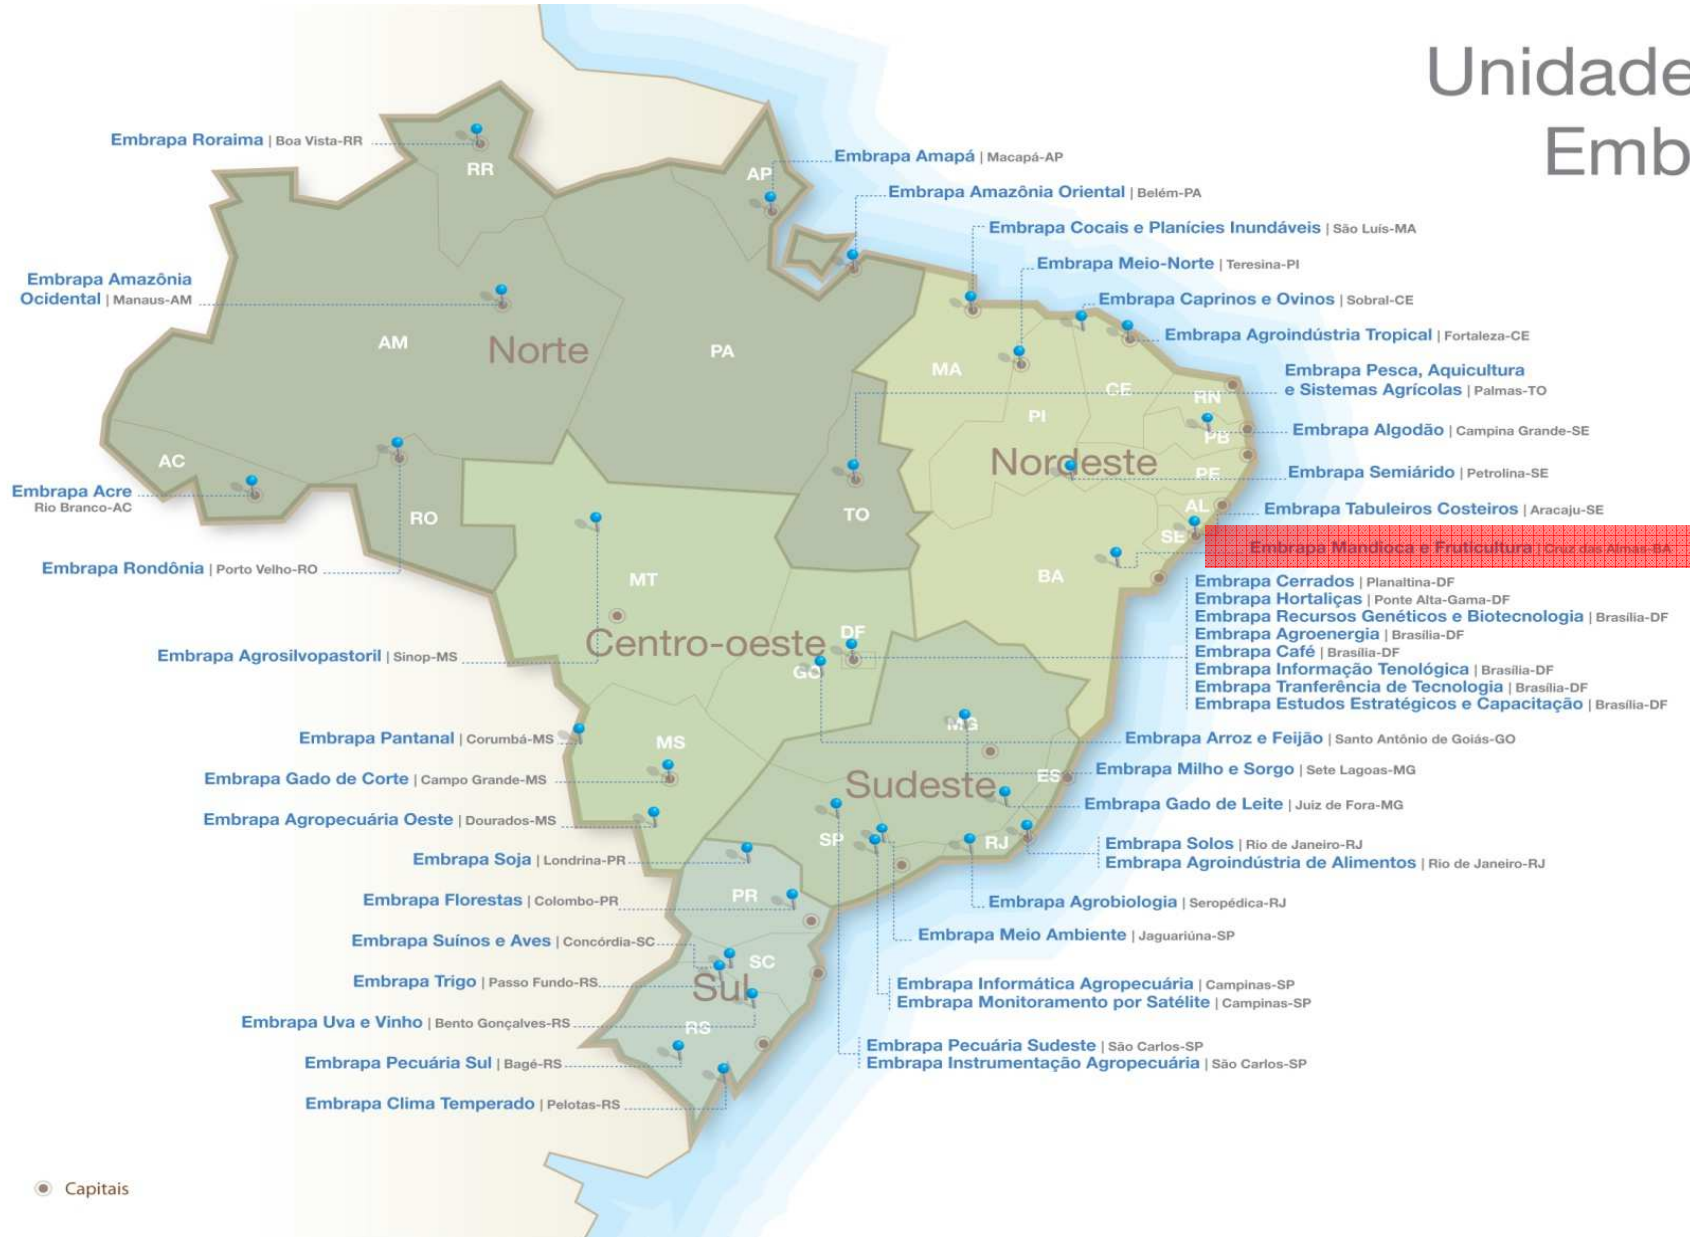 Unidade
Emb
Embrapa Roraima | Boa Vista-RR
Embrapa Amapá | Macapá-AP
Embrapa Amazônia Oriental | Belém-PA
Embrapa Cocais e Planícies Inundáveis | São Luís-MA
Embrapa Meio-Norte | Teresina-PI
Embrapa Amazônia
Ocidental | Manaus-AM
Embrapa Caprinos e Ovinos | Sobral-CE
Embrapa Agroindústria Tropical | Fortaleza-CE
Embrapa Pesca, Aquicultura
e Sistemas Agrícolas | Palmas-TO
Embrapa Algodão | Campina Grande-SE
Embrapa Semiárido | Petrolina-SE
Embrapa Acre
Rio Branco-AC
Embrapa Tabuleiros Costeiros | Aracaju-SE
Embrapa Mandioca e Fruticultura | Cruz das Almas-BA
Embrapa Rondônia | Porto Velho-RO
Embrapa Cerrados | Planaltina-DF
Embrapa Hortaliças | Ponte Alta-Gama-DF
Embrapa Recursos Genéticos e Biotecnologia | Brasília-DF
Embrapa Agroenergia | Brasília-DF
Embrapa Café | Brasília-DF
Embrapa Informação Tenológica | Brasília-DF
Embrapa Tranferência de Tecnologia | Brasília-DF
Embrapa Estudos Estratégicos e Capacitação | Brasília-DF
Embrapa Agrosilvopastoril | Sinop-MS
Embrapa Pantanal | Corumbá-MS
Embrapa Arroz e Feijão | Santo Antônio de Goiás-GO
Embrapa Gado de Corte | Campo Grande-MS
Embrapa Milho e Sorgo | Sete Lagoas-MG
Embrapa Agropecuária Oeste | Dourados-MS
Embrapa Gado de Leite | Juiz de Fora-MG
Embrapa Soja | Londrina-PR
Embrapa Solos | Rio de Janeiro-RJ
Embrapa Agroindústria de Alimentos | Rio de Janeiro-RJ
Embrapa Florestas | Colombo-PR
Embrapa Agrobiologia | Seropédica-RJ
Embrapa Suínos e Aves | Concórdia-SC
Embrapa Meio Ambiente | Jaguariúna-SP
Embrapa Trigo | Passo Fundo-RS
Embrapa Informática Agropecuária | Campinas-SP
Embrapa Monitoramento por Satélite | Campinas-SP
Embrapa Uva e Vinho | Bento Gonçalves-RS
Embrapa Pecuária Sudeste | São Carlos-SP
Embrapa Instrumentação Agropecuária | São Carlos-SP
Embrapa Pecuária Sul | Bagé-RS
Embrapa Clima Temperado | Pelotas-RS
RR
AP
AM
Norte
PA
MA
CE
RN
PI
PB
Nordeste
PE
AC
AL
RO
TO
SE
MT
BA
Centro-oeste
DF
GO
MG
MS
Sudeste
ES
SP
RJ
PR
SC
Sul
RS
Capitais